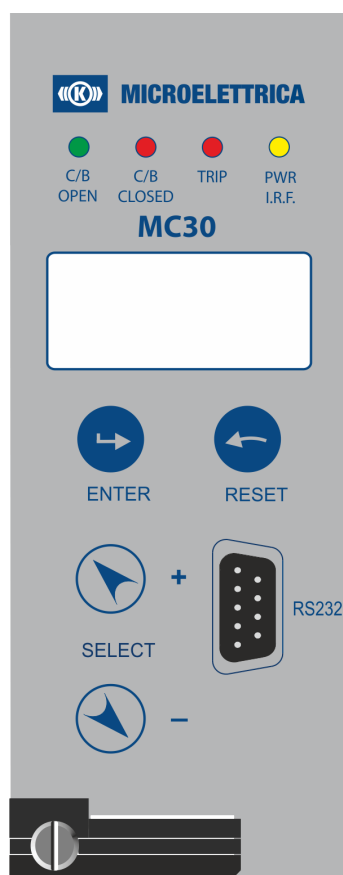 (((K))) MICROELETTRICA
C/B OPEN
C/B CLOSED
TRIP
PWR I.R.F.
MC30
ENTER
RESET
+
RS232
SELECT
–